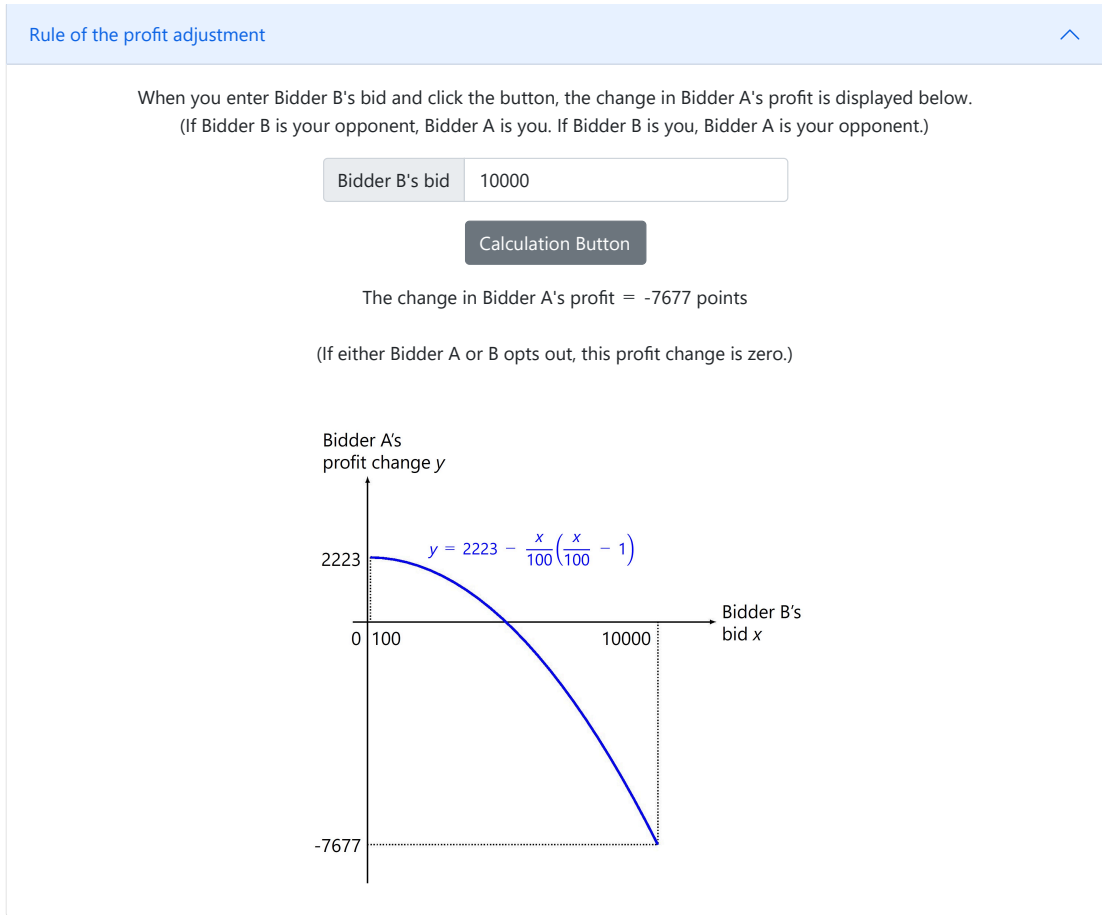 Rule of the profit adjustment
When you enter Bidder B's bid and click the button, the change in Bidder A's profit is displayed below.
(If Bidder B is your opponent, Bidder A is you. If Bidder B is you, Bidder A is your opponent.)
Bidder B's bid 10000
Calculation Button
The change in Bidder A's profit = -7677 points
(If either Bidder A or B opts out, this profit change is zero.)
Bidder A's
profit change y
y = 2223 − x/100 (x/100 − 1)
2223
Bidder B's
bid x
0 100 10000
-7677